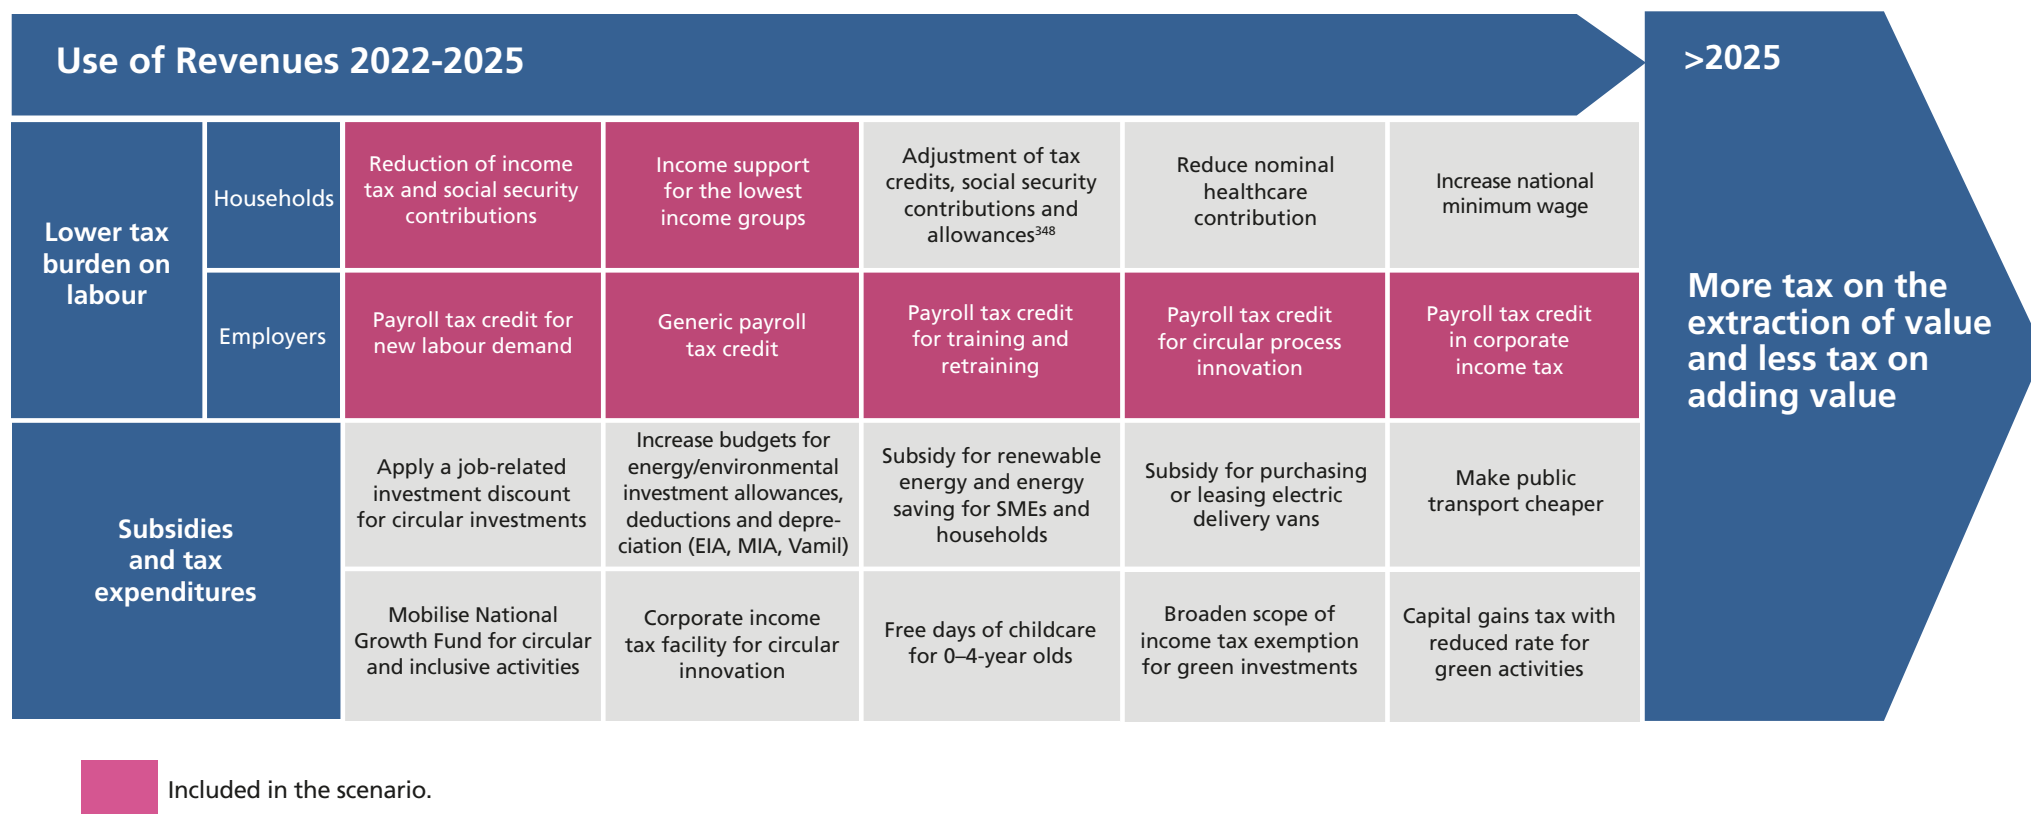 Use of Revenues 2022-2025
>2025
Lower tax
burden on
labour
Households
Reduction of income
tax and social security
contributions
Income support
for the lowest
income groups
Adjustment of tax
credits, social security
contributions and
allowances³⁴⁸
Reduce nominal
healthcare
contribution
Increase national
minimum wage
Employers
Payroll tax credit for
new labour demand
Generic payroll
tax credit
Payroll tax credit
for training and
retraining
Payroll tax credit
for circular process
innovation
Payroll tax credit
in corporate
income tax
Subsidies
and tax
expenditures
Apply a job-related
investment discount
for circular investments
Increase budgets for
energy/environmental
investment allowances,
deductions and depre-
ciation (EIA, MIA, Vamil)
Subsidy for renewable
energy and energy
saving for SMEs and
households
Subsidy for purchasing
or leasing electric
delivery vans
Make public
transport cheaper
Mobilise National
Growth Fund for circular
and inclusive activities
Corporate income
tax facility for circular
innovation
Free days of childcare
for 0–4-year olds
Broaden scope of
income tax exemption
for green investments
Capital gains tax with
reduced rate for
green activities
More tax on the
extraction of value
and less tax on
adding value
Included in the scenario.